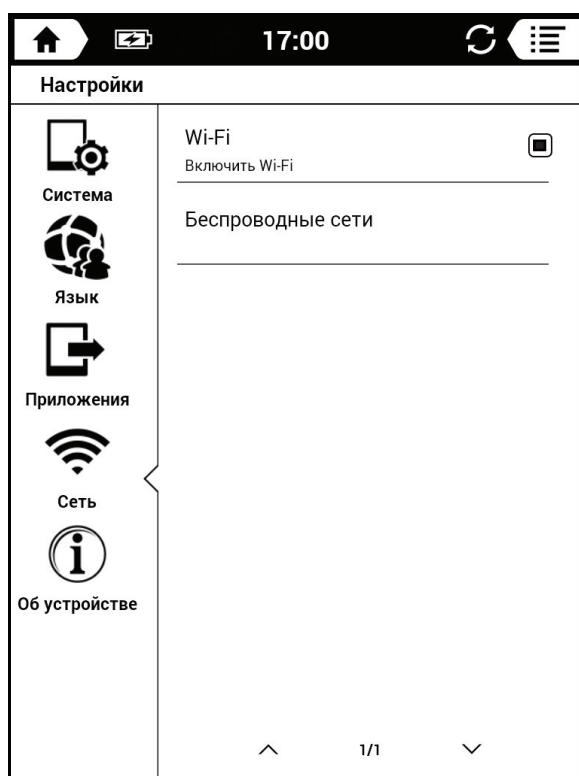 17:00
Настройки
Система
Язык
Приложения
Сеть
Об устройстве
Wi-Fi
Включить Wi-Fi
Беспроводные сети
1/1